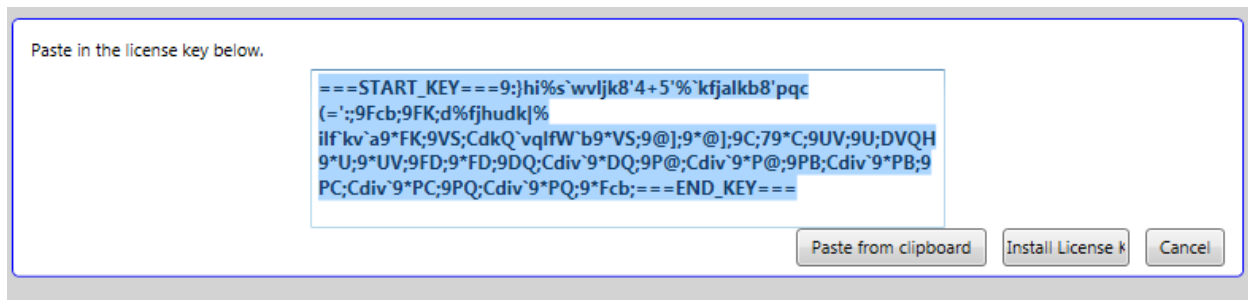 Paste in the license key below.
===START_KEY===9:}hi%s`wvljk8'4+5'%`kfjalkb8'pqc
(=':;9Fcb;9FK;d%fjhudk|%
ilf`kv`a9*FK;9VS;CdkQ`vqlfW`b9*VS;9@];9*@];9C;79*C;9UV;9U;DVQH
9*U;9*UV;9FD;9*FD;9DQ;Cdiv`9*DQ;9P@;Cdiv`9*P@;9PB;Cdiv`9*PB;9
PC;Cdiv`9*PC;9PQ;Cdiv`9*PQ;9*Fcb;===END_KEY===
Paste from clipboard Install License K Cancel